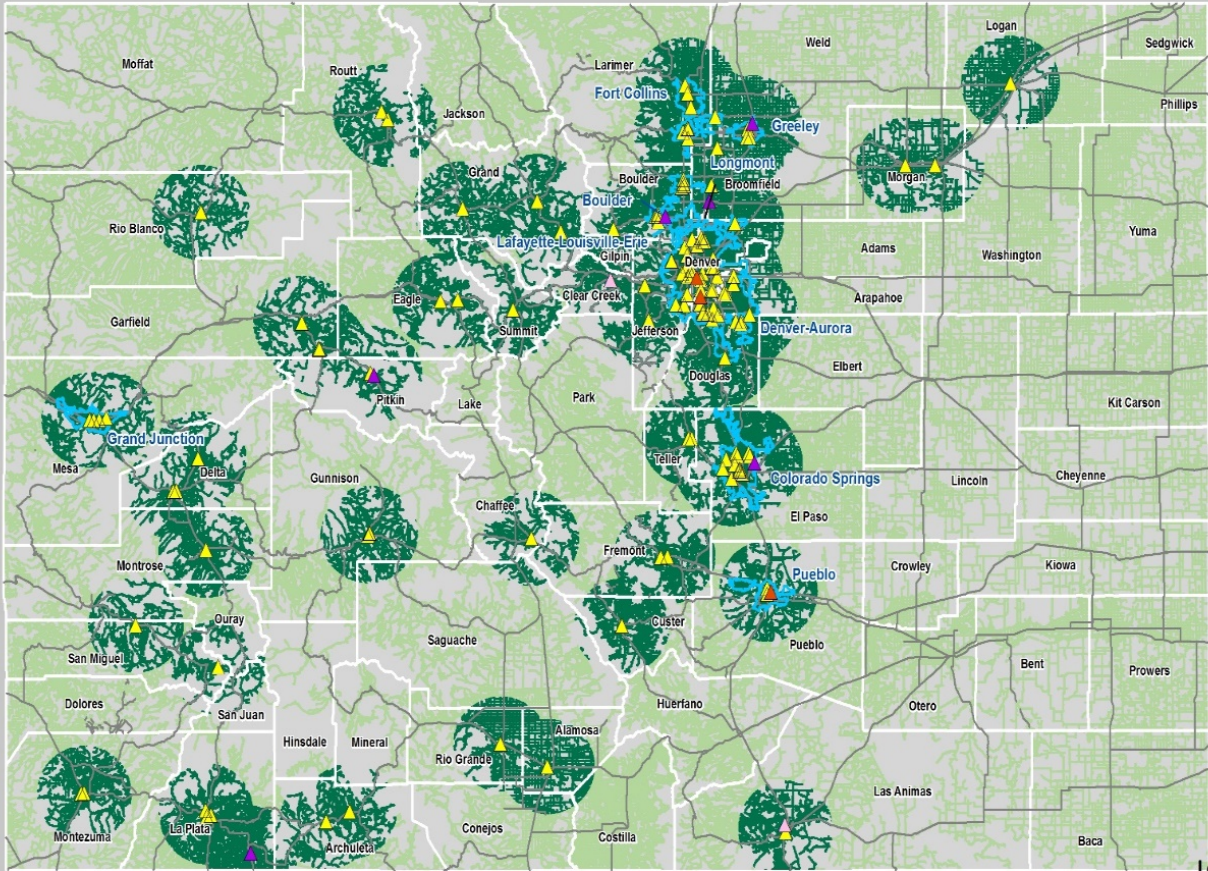 Logan
Weld
Sedgwick
Moffat
Larimer
Routt
Fort Collins
Phillips
Jackson
Greeley
Longmont
Grand
Morgan
Boulder
Broomfield
Boulder
Rio Blanco
Yuma
Lafayette-Louisville-Erie
Adams
Washington
Gilpin
Denver
Clear Creek
Eagle
Arapahoe
Garfield
Summit
Jefferson
Denver-Aurora
Elbert
Douglas
Pitkin
Lake
Park
Kit Carson
Grand Junction
Mesa
Teller
Delta
Gunnison
Colorado Springs
Lincoln
Cheyenne
Chaffee
El Paso
Fremont
Montrose
Pueblo
Crowley
Kiowa
Ouray
Custer
Saguache
San Miguel
Pueblo
Bent
Prowers
Dolores
Huerfano
Otero
San Juan
Alamosa
Hinsdale
Mineral
Rio Grande
Las Animas
La Plata
Conejos
Montezuma
Costilla
Archuleta
Baca